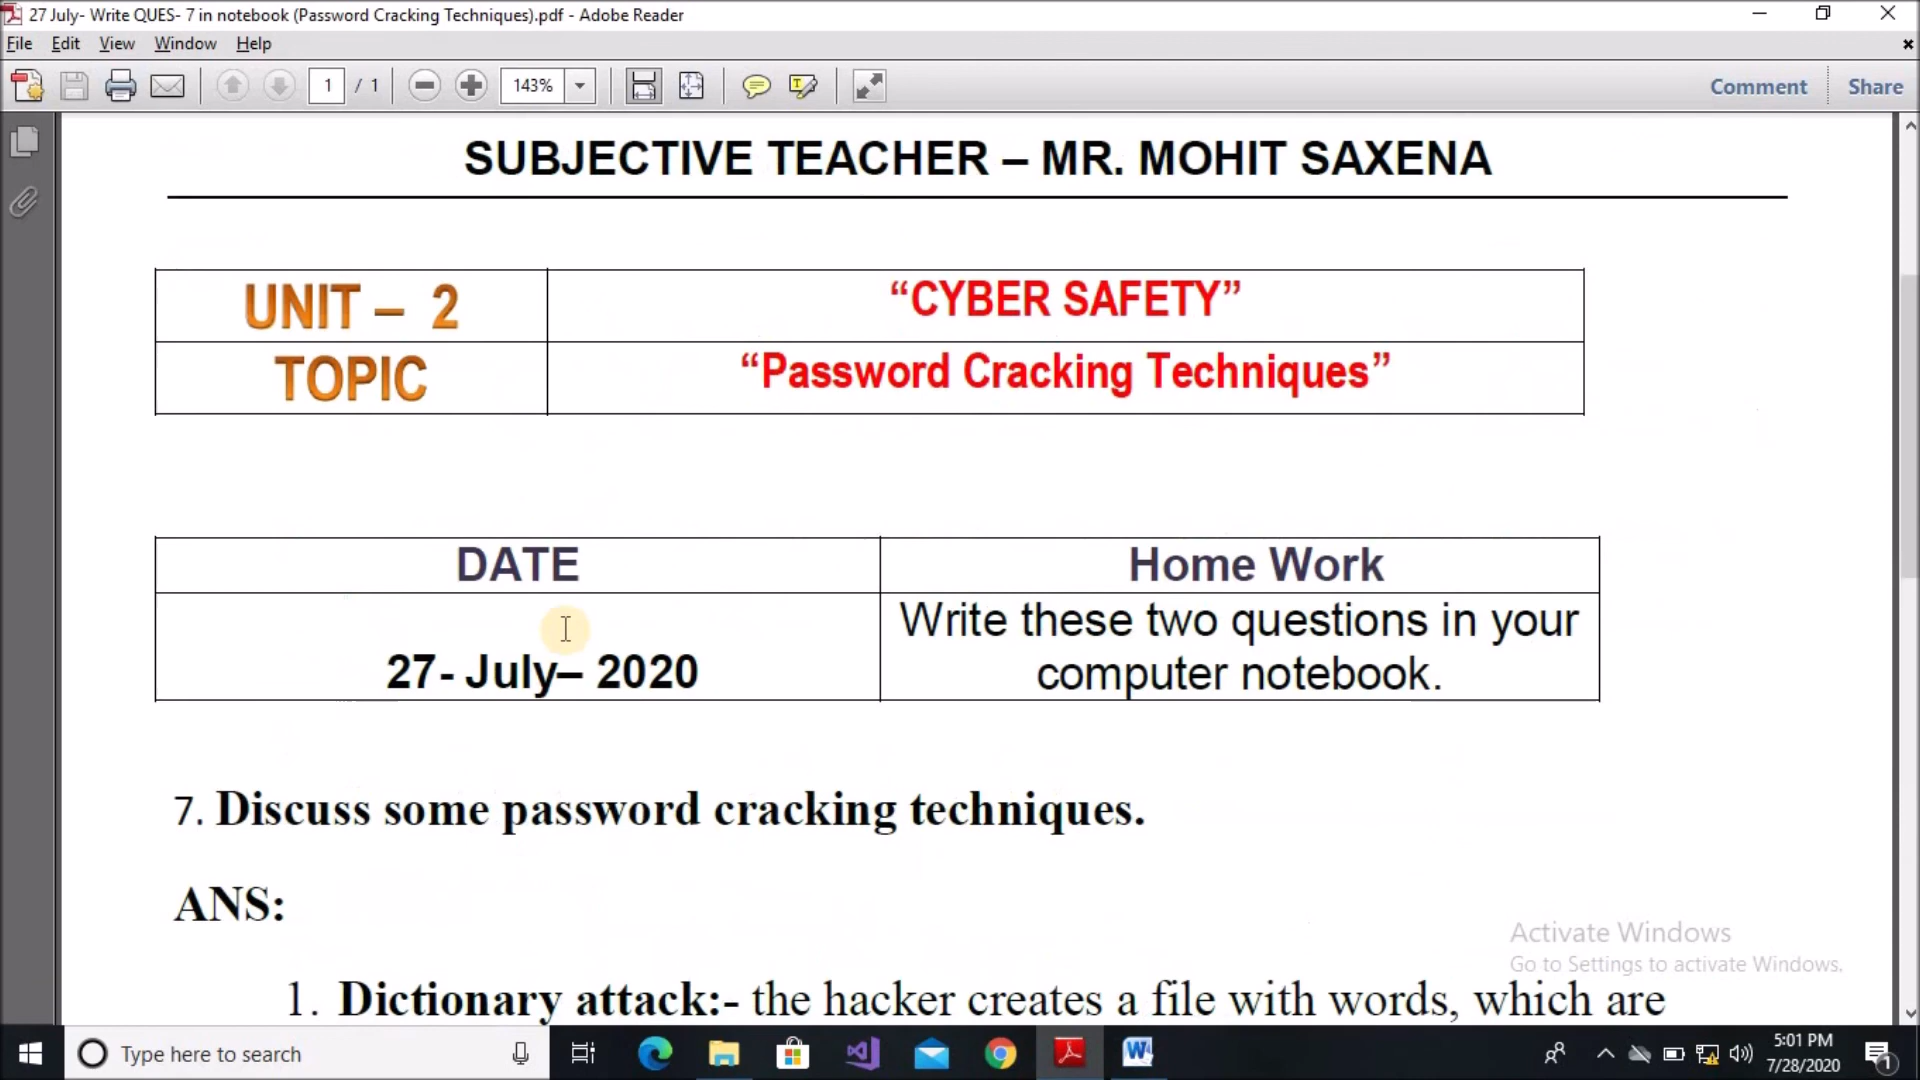 27 July- Write QUES- 7 in notebook (Password Cracking Techniques).pdf - Adobe Reader
File Edit View Window Help
1 / 1 143% Comment Share
SUBJECTIVE TEACHER – MR. MOHIT SAXENA
UNIT – 2 “CYBER SAFETY”
TOPIC “Password Cracking Techniques”
DATE Home Work
27- July– 2020 Write these two questions in your
computer notebook.
7. Discuss some password cracking techniques.
ANS:
Activate Windows
Go to Settings to activate Windows.
1. Dictionary attack:- the hacker creates a file with words, which are
Type here to search
5:01 PM
7/28/2020
1